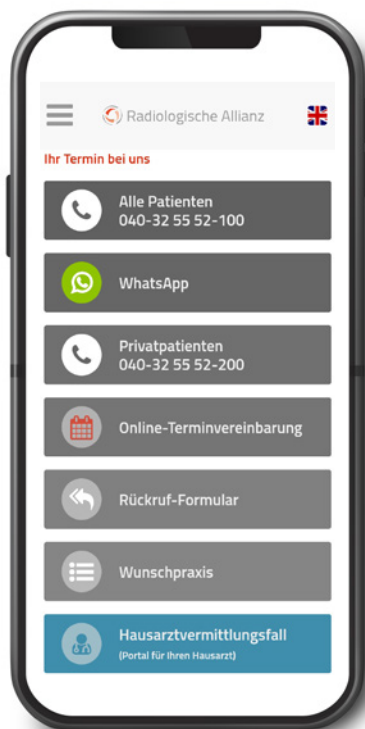 Radiologische Allianz
Ihr Termin bei uns
Alle Patienten
040-32 55 52-100
WhatsApp
Privatpatienten
040-32 55 52-200
Online-Terminvereinbarung
Rückruf-Formular
Wunschpraxis
Hausarztvermittlungsfall
(Portal für Ihren Hausarzt)